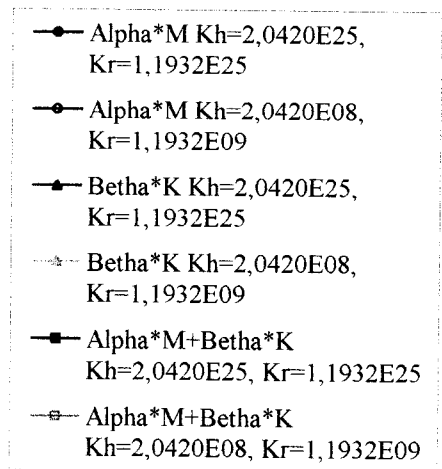 Alpha*M Kh=2,0420E25,
Kr=1,1932E25
Alpha*M Kh=2,0420E08,
Kr=1,1932E09
Betha*K Kh=2,0420E25,
Kr=1,1932E25
Betha*K Kh=2,0420E08,
Kr=1,1932E09
Alpha*M+Betha*K
Kh=2,0420E25, Kr=1,1932E25
Alpha*M+Betha*K
Kh=2,0420E08, Kr=1,1932E09